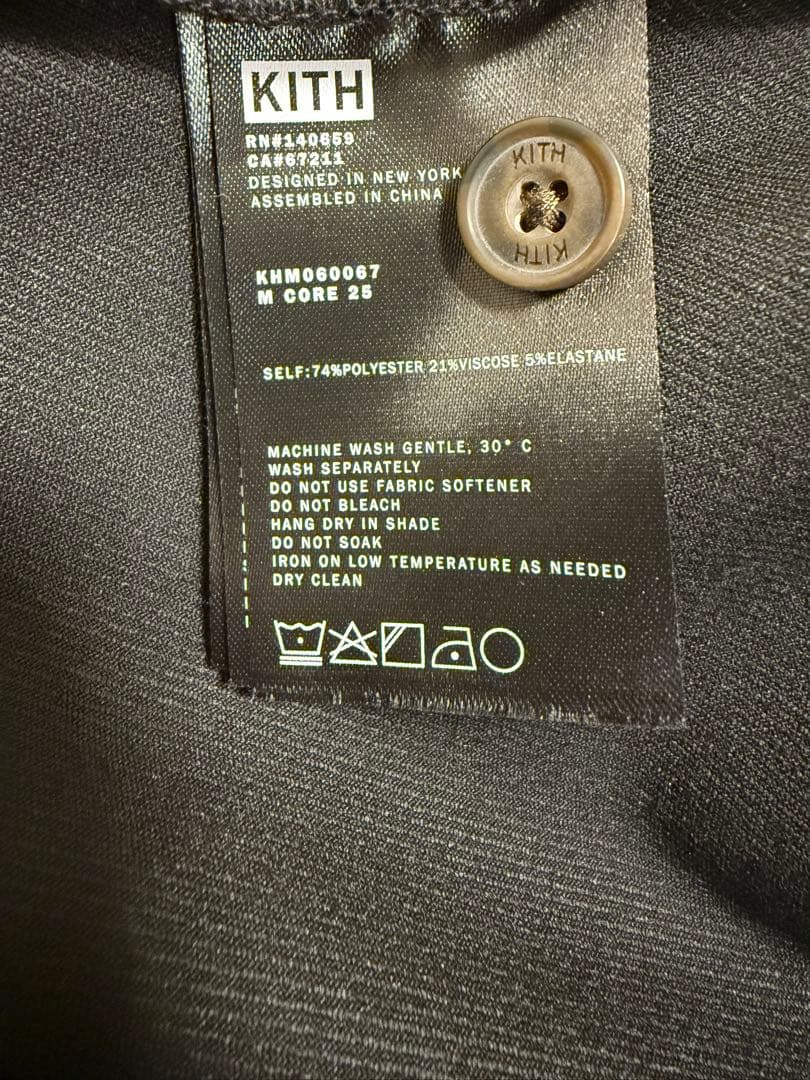 KITH
RN#140659
CA#67211
DESIGNED IN NEW YORK
ASSEMBLED IN CHINA
KITH
KITH
KHM060067
M CORE 25
SELF:74%POLYESTER 21%VISCOSE 5%ELASTANE
MACHINE WASH GENTLE, 30° C
WASH SEPARATELY
DO NOT USE FABRIC SOFTENER
DO NOT BLEACH
HANG DRY IN SHADE
DO NOT SOAK
IRON ON LOW TEMPERATURE AS NEEDED
DRY CLEAN